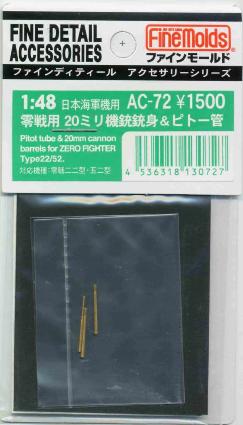 FINE DETAIL
ACCESSORIES
FineMolds
ファインモールド
ファインディティール アクセサリーシリーズ
1:48 日本海軍機用 AC-72 ¥1500
零戦用 20ミリ機銃銃身&ピトー管
Pitot tube & 20mm cannon
barrels for ZERO FIGHTER
Type22/52.
対応機種：零戦二二型・五二型
4 536318 130727